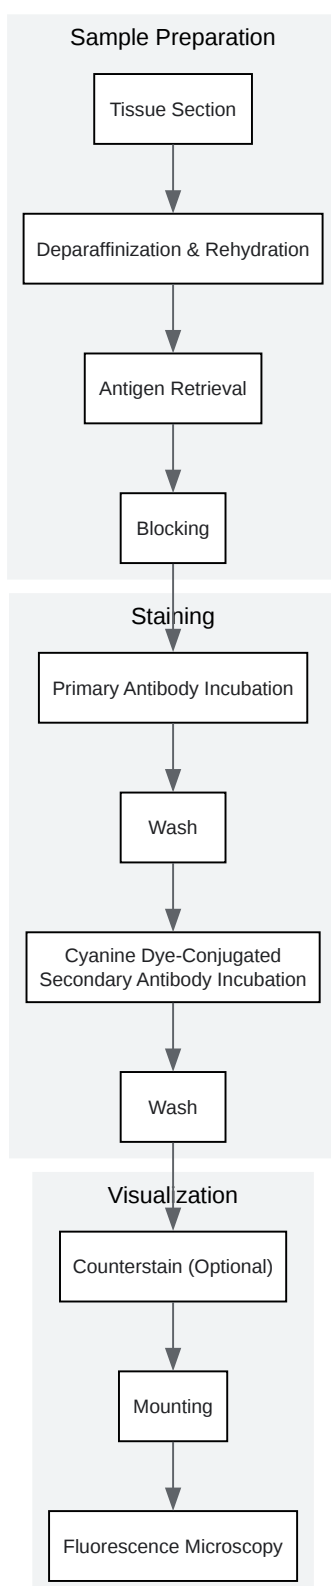 Sample Preparation
Tissue Section
Deparaffinization & Rehydration
Antigen Retrieval
Blocking
Staining
Primary Antibody Incubation
Wash
Cyanine Dye-Conjugated
Secondary Antibody Incubation
Wash
Visualization
Counterstain (Optional)
Mounting
Fluorescence Microscopy